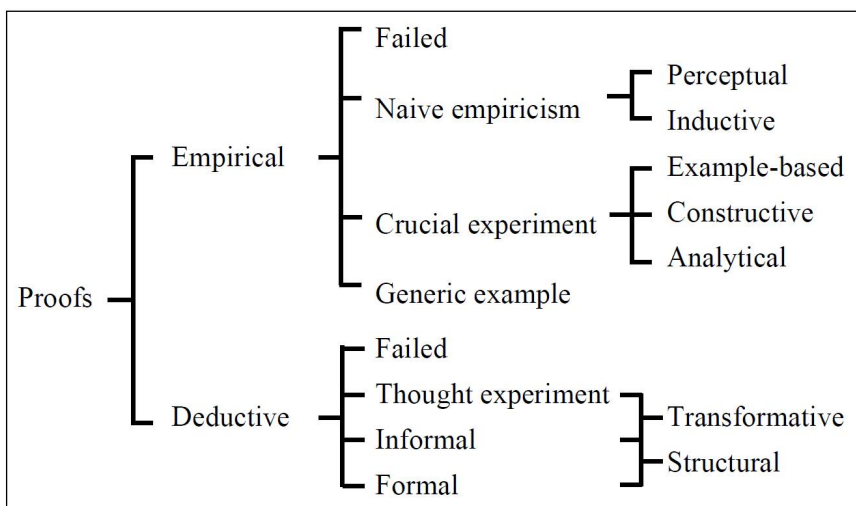 Proofs
Empirical
Failed
Naive empiricism
Perceptual
Inductive
Crucial experiment
Example-based
Constructive
Analytical
Generic example
Deductive
Failed
Thought experiment
Informal
Formal
Transformative
Structural